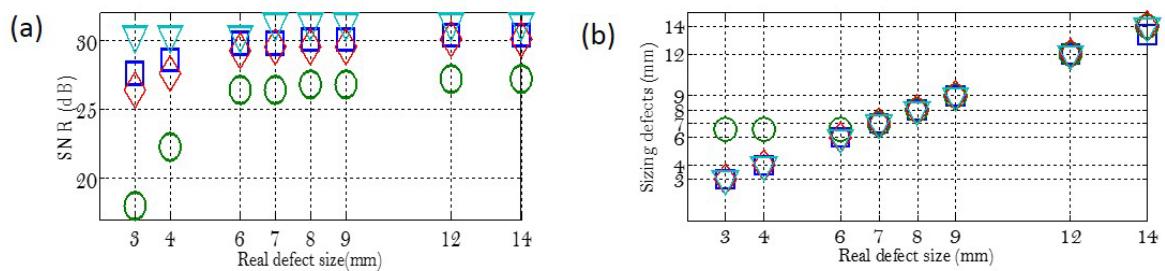 (a)
SNR (dB)
30
25
20
3 4 6 7 8 9 12 14
Real defect size(mm)
(b)
Sizing defects (mm)
14
12
9
8
7
6
4
3
3 4 6 7 8 9 12 14
Real defect size (mm)